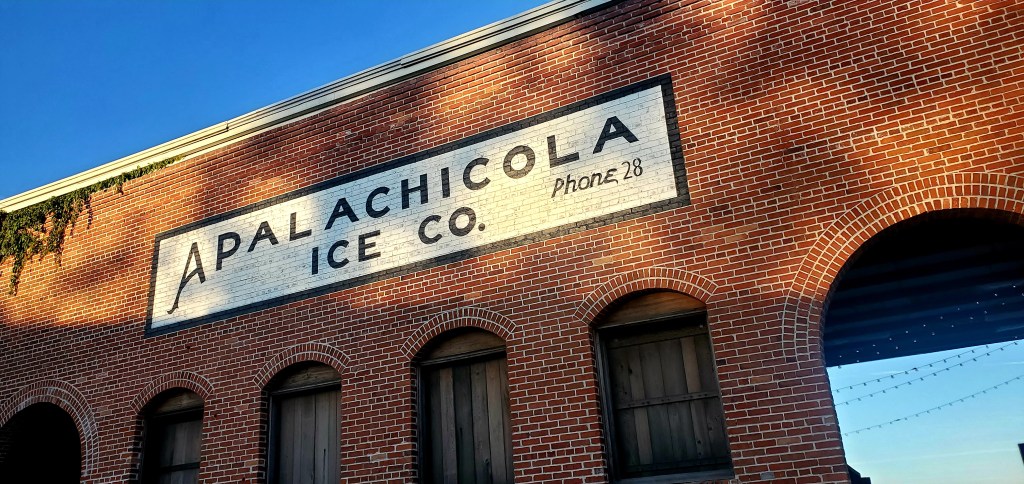 APALACHICOLA
ICE CO.
Phone 28